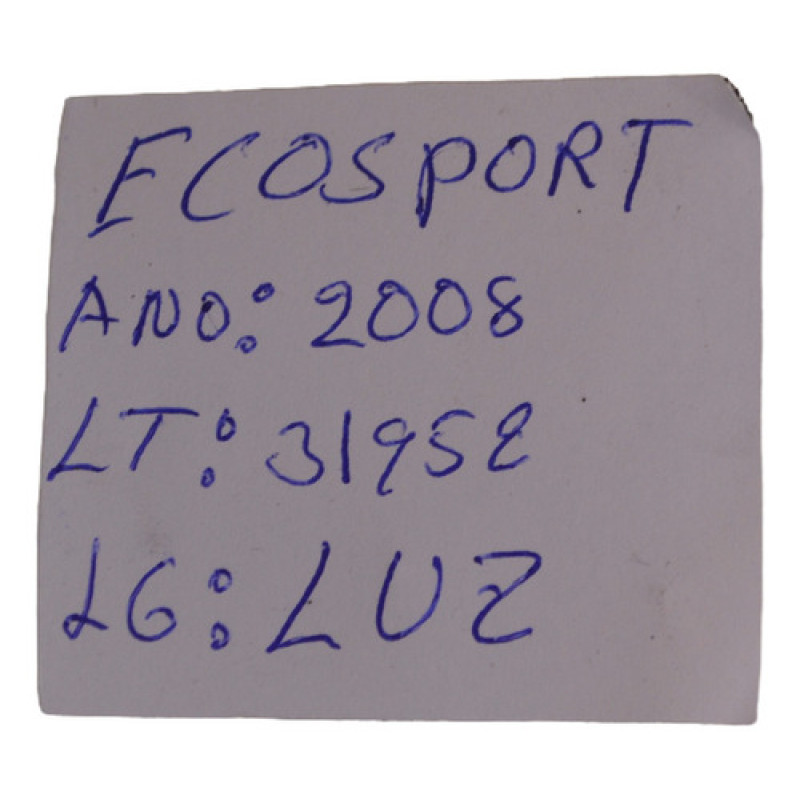 ECOSPORT
ANO: 2008
LT: 31952
LG: LUZ